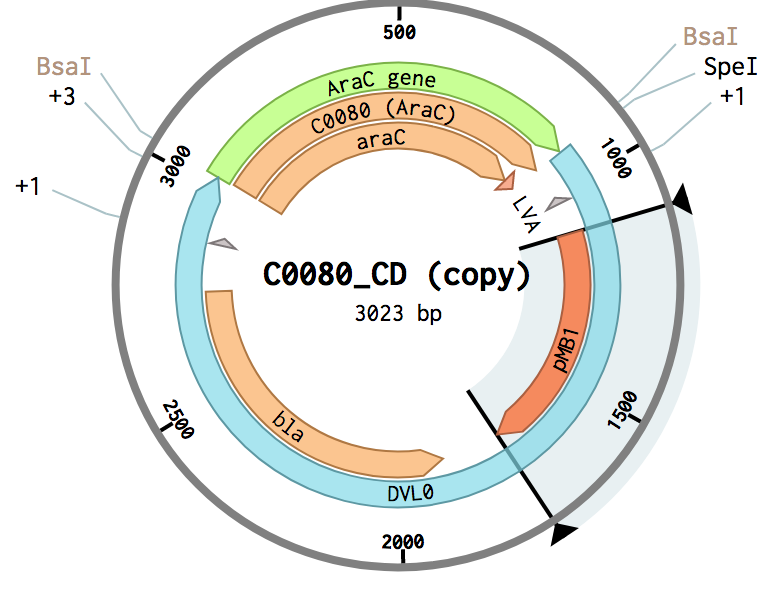 500
BsaI
SpeI
+1
BsaI
+3
+1
3000
1000
AraC gene
C0080 (AraC)
araC
LVA
C0080_CD (copy)
3023 bp
pMB1
1500
2500
bla
DVL0
2000